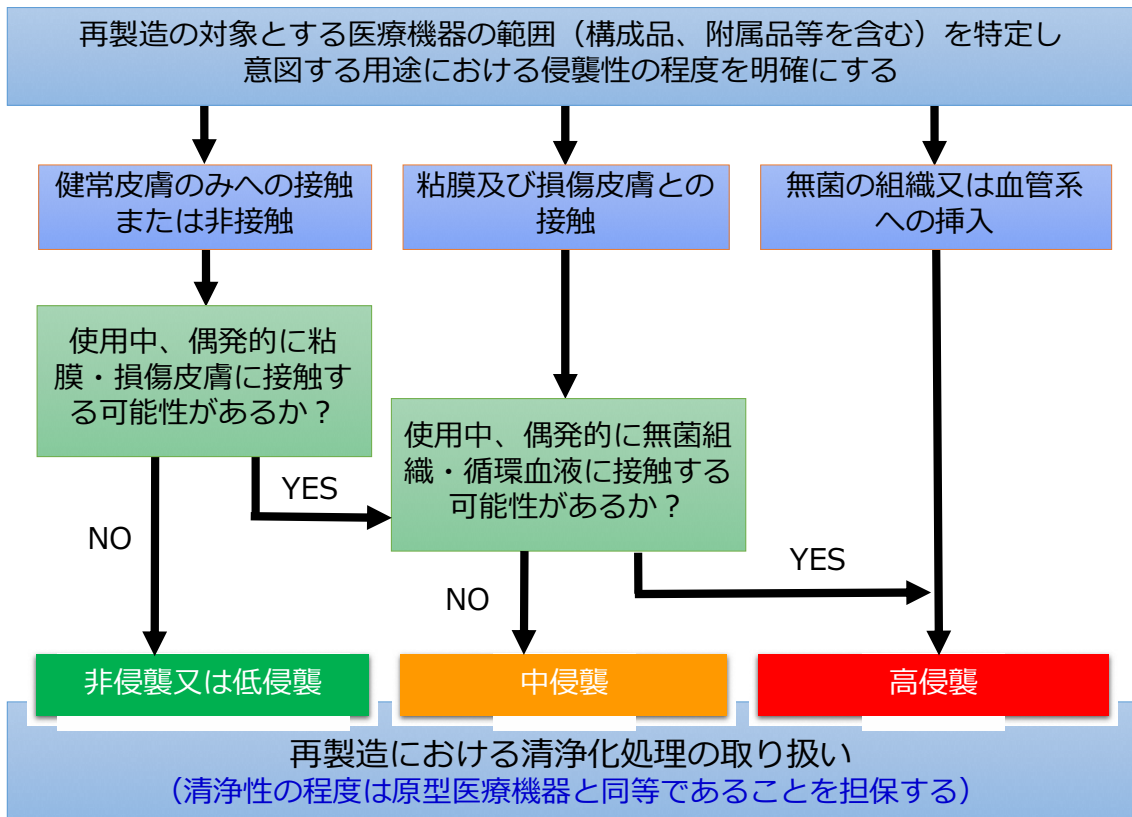 再製造の対象とする医療機器の範囲（構成品、附属品等を含む）を特定し
意図する用途における侵襲性の程度を明確にする
健常皮膚のみへの接触
または非接触
粘膜及び損傷皮膚との
接触
無菌の組織又は血管系
への挿入
使用中、偶発的に粘
膜・損傷皮膚に接触す
る可能性があるか？
使用中、偶発的に無菌組
織・循環血液に接触する
可能性があるか？
YES
NO
YES
NO
非侵襲又は低侵襲
中侵襲
高侵襲
再製造における清浄化処理の取り扱い
（清浄性の程度は原型医療機器と同等であることを担保する）